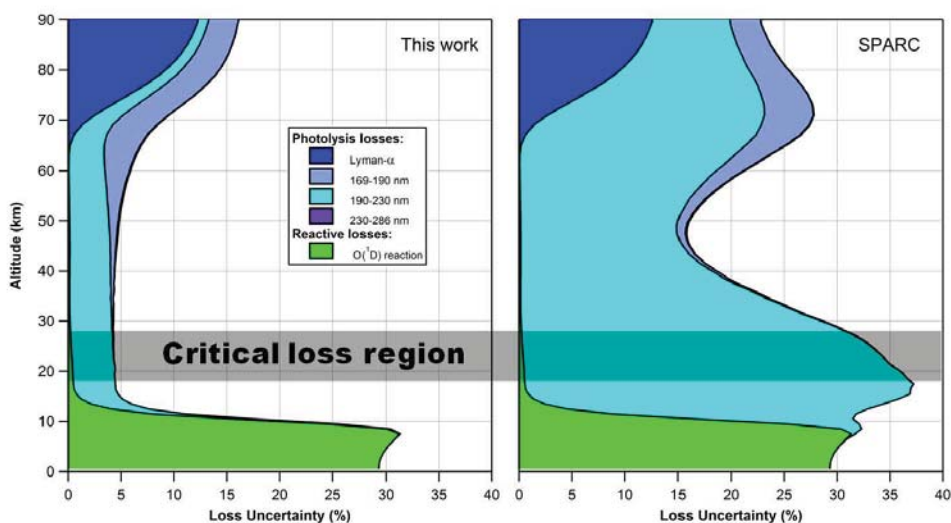 This work
SPARC
90
80
70
60
50
40
30
20
10
0
Altitude (km)
Photolysis losses:
Lyman-α
169-190 nm
190-230 nm
230-286 nm
Reactive losses:
O(¹D) reaction
Critical loss region
0 5 10 15 20 25 30 35 40
0 5 10 15 20 25 30 35 40
Loss Uncertainty (%)
Loss Uncertainty (%)